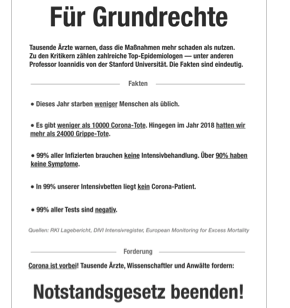 Für Grundrechte
Tausende Ärzte warnen, dass die Maßnahmen mehr schaden als nutzen.
Zu den Kritikern zählen zahlreiche Top-Epidemiologen — unter anderen
Professor Ioannidis von der Stanford Universität. Die Fakten sind eindeutig.
Fakten
• Dieses Jahr starben weniger Menschen als üblich.
• Es gibt weniger als 10000 Corona-Tote. Hingegen im Jahr 2018 hatten wir
mehr als 24000 Grippe-Tote.
• 99% aller Infizierten brauchen keine Intensivbehandlung. Über 90% haben
keine Symptome.
• In 99% unserer Intensivbetten liegt kein Corona-Patient.
• 99% aller Tests sind negativ.
Quellen: RKI Lagebericht, DIVI Intensivregister, European Monitoring for Excess Mortality
Forderung
Corona ist vorbei! Tausende Ärzte, Wissenschaftler und Anwälte fordern:
Notstandsgesetz beenden!